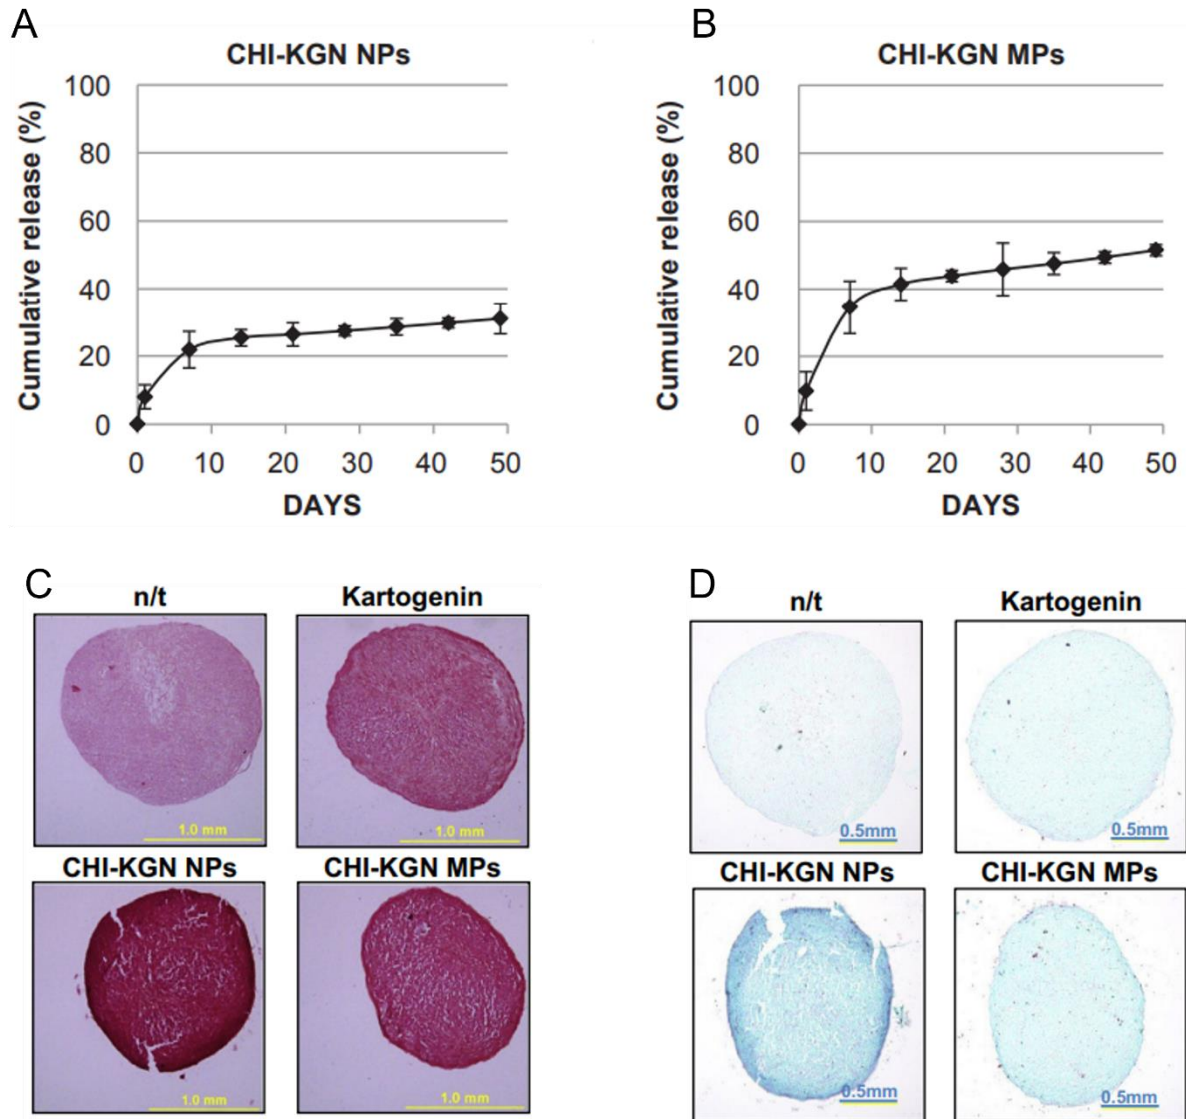 A
CHI-KGN NPs
Cumulative release (%)
100
80
60
40
20
0
0 10 20 30 40 50
DAYS
B
CHI-KGN MPs
Cumulative release (%)
100
80
60
40
20
0
0 10 20 30 40 50
DAYS
C
n/t
Kartogenin
1.0 mm
1.0 mm
CHI-KGN NPs
CHI-KGN MPs
1.0 mm
1.0 mm
D
n/t
Kartogenin
0.5mm
0.5mm
CHI-KGN NPs
CHI-KGN MPs
0.5mm
0.5mm